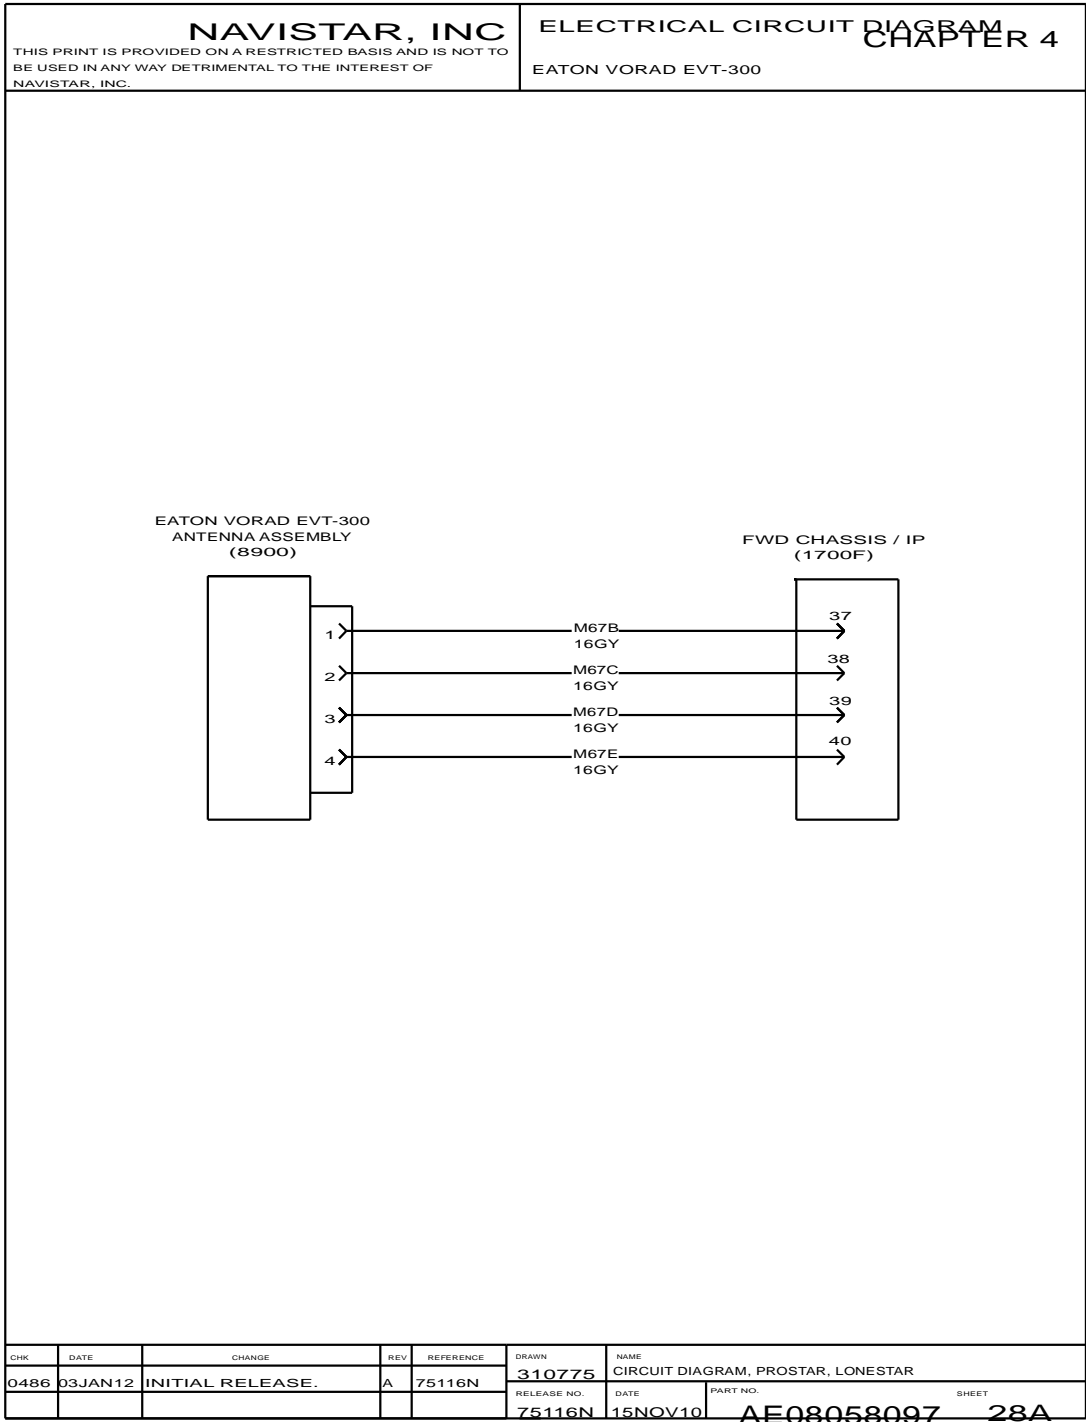 NAVISTAR, INC
THIS PRINT IS PROVIDED ON A RESTRICTED BASIS AND IS NOT TO
BE USED IN ANY WAY DETRIMENTAL TO THE INTEREST OF
NAVISTAR, INC.
ELECTRICAL CIRCUIT DIAGRAM
CHAPTER 4
EATON VORAD EVT-300
EATON VORAD EVT-300
ANTENNA ASSEMBLY
(8900)
FWD CHASSIS / IP
(1700F)
1 M67B 37
16GY
2 M67C 38
16GY
3 M67D 39
16GY
4 M67E 40
16GY
CHK DATE CHANGE REV REFERENCE
0486 03JAN12 INITIAL RELEASE. A 75116N
DRAWN
310775
NAME
CIRCUIT DIAGRAM, PROSTAR, LONESTAR
RELEASE NO.
75116N
DATE
15NOV10
PART NO.
AE08058097
SHEET
28A